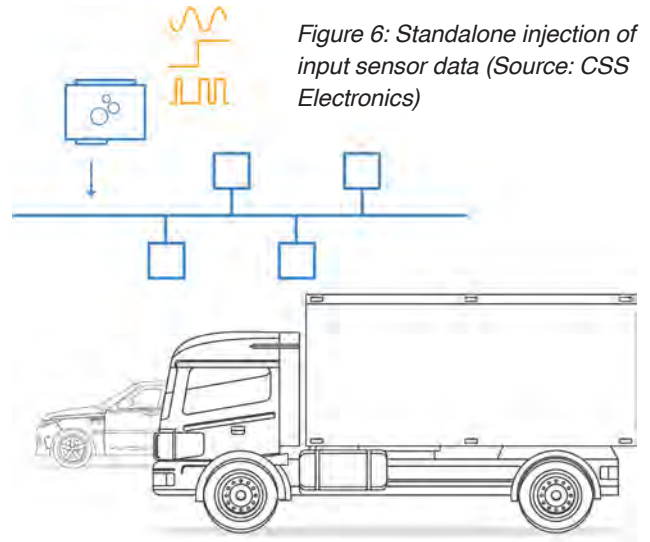 Figure 6: Standalone injection of
input sensor data (Source: CSS
Electronics)